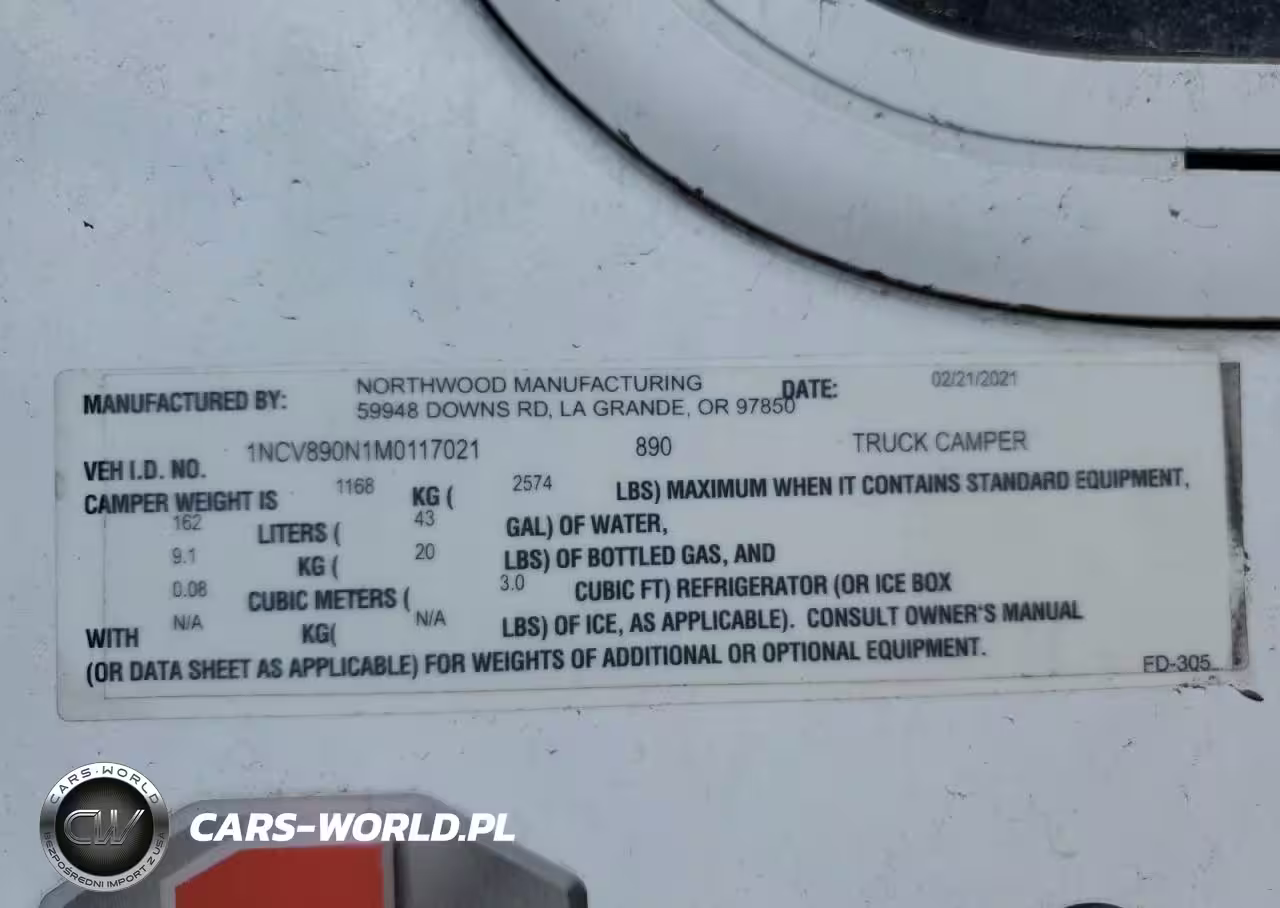 MANUFACTURED BY: NORTHWOOD MANUFACTURING DATE: 02/21/2021
59948 DOWNS RD, LA GRANDE, OR 97850
VEH I.D. NO. 1NCV890N1M0117021 890 TRUCK CAMPER
CAMPER WEIGHT IS 1168 KG ( 2574 LBS) MAXIMUM WHEN IT CONTAINS STANDARD EQUIPMENT,
162 LITERS ( 43 GAL) OF WATER,
9.1 KG ( 20 LBS) OF BOTTLED GAS, AND
0.08 CUBIC METERS ( 3.0 CUBIC FT) REFRIGERATOR (OR ICE BOX
WITH N/A KG( N/A LBS) OF ICE, AS APPLICABLE). CONSULT OWNER'S MANUAL
(OR DATA SHEET AS APPLICABLE) FOR WEIGHTS OF ADDITIONAL OR OPTIONAL EQUIPMENT.
FD-305
CARS-WORLD
CW
BEZPOŚREDNI IMPORT Z USA
CARS-WORLD.PL